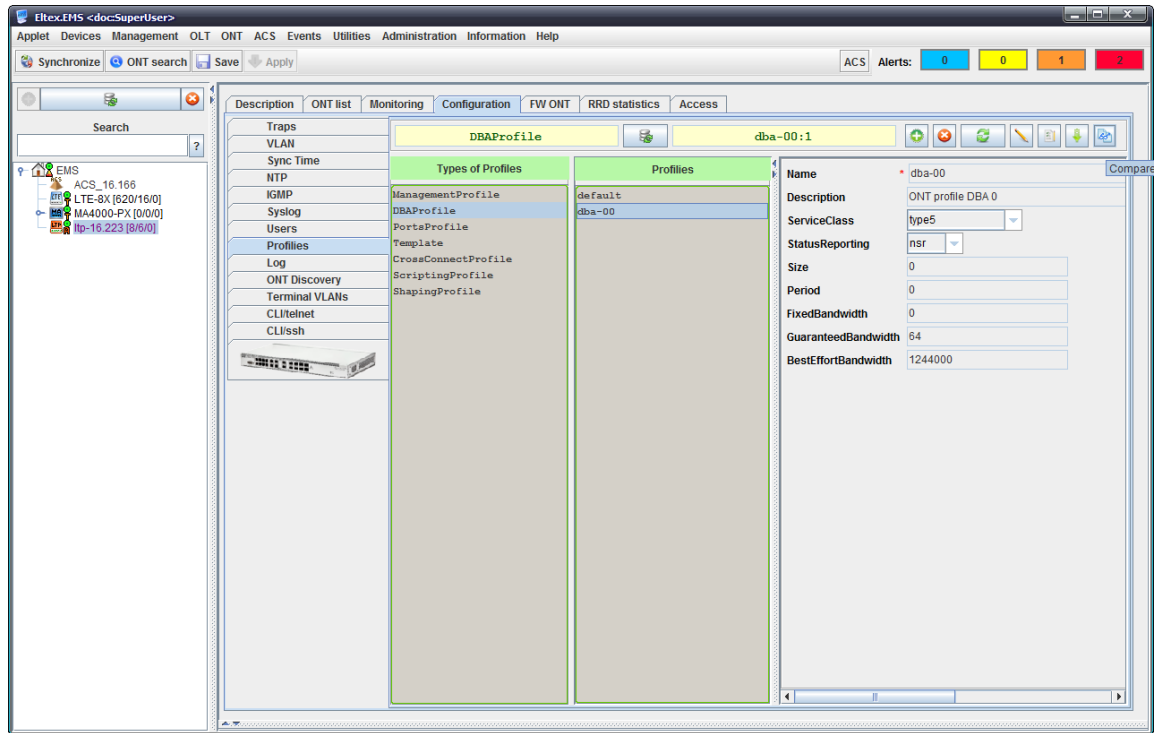 Eltex.EMS <doc:SuperUser>
Applet Devices Management OLT ONT ACS Events Utilities Administration Information Help
Synchronize ONT search Save Apply ACS Alerts: 0 0 1 2
Description ONT list Monitoring Configuration FW ONT RRD statistics Access
Search
?
EMS
ACS_16.166
LTE-8X [620/16/0]
MA4000-PX [0/0/0]
ltp-16.223 [8/6/0]
Traps
VLAN
Sync Time
NTP
IGMP
Syslog
Users
Profilies
Log
ONT Discovery
Terminal VLANs
CLI/telnet
CLI/ssh
DBAProfile dba-00:1
Compare
Types of Profiles
ManagementProfile
DBAProfile
PortsProfile
Template
CrossConnectProfile
ScriptingProfile
ShapingProfile
Profilies
default
dba-00
Name * dba-00
Description ONT profile DBA 0
ServiceClass type5
StatusReporting nsr
Size 0
Period 0
FixedBandwidth 0
GuaranteedBandwidth 64
BestEffortBandwidth 1244000